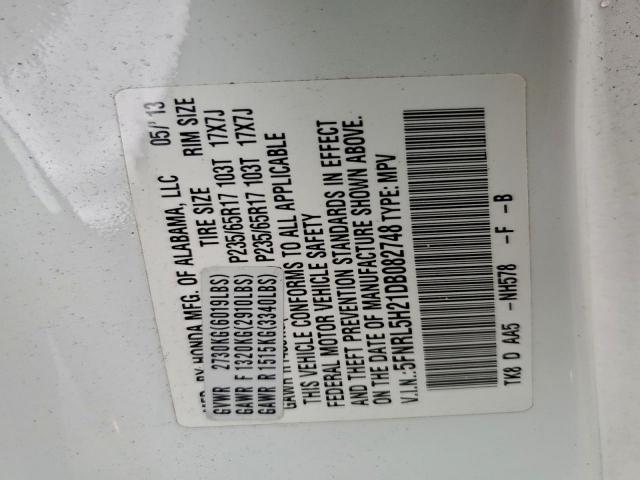 MFD. BY HONDA MFG. OF ALABAMA, LLC 05/13
TIRE SIZE RIM SIZE
GVWR 2730KG(6019LBS)
GAWR F 1320KG(2910LBS) P235/65R17 103T 17X7J
GAWR R 1515KG(3340LBS) P235/65R17 103T 17X7J
THIS VEHICLE CONFORMS TO ALL APPLICABLE
FEDERAL MOTOR VEHICLE SAFETY
AND THEFT PREVENTION STANDARDS IN EFFECT
ON THE DATE OF MANUFACTURE SHOWN ABOVE.
V.I.N.:5FNRL5H21DB082748 TYPE: MPV
TK8 D AA5 -NH578 -F -B